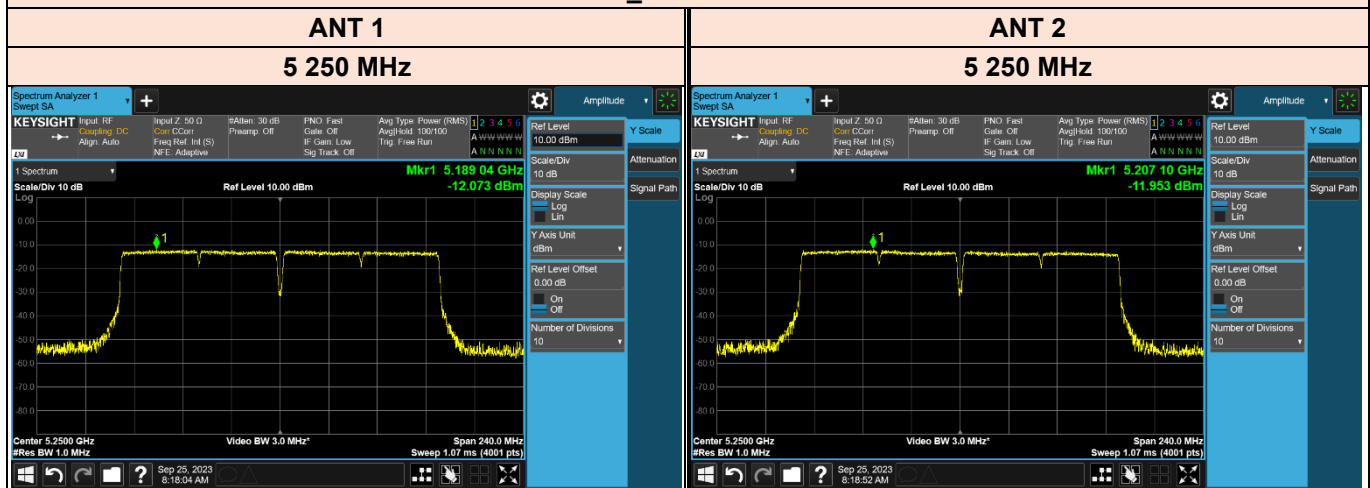 ANT 1
ANT 2
5 250 MHz
5 250 MHz
Spectrum Analyzer 1
Swept SA
+
KEYSIGHT
Input: RF
Coupling: DC
Align: Auto
Input Z: 50 Ω
Corr CCorr
Freq Ref: Int (S)
NFE: Adaptive
#Atten: 30 dB
Preamp: Off
PNO: Fast
Gate: Off
IF Gain: Low
Sig Track: Off
Avg Type: Power (RMS)
Avg|Hold: 100/100
Trig: Free Run
1 2 3 4 5 6
A W W W W W
A N N N N N
LXI
1 Spectrum
Scale/Div 10 dB
Ref Level 10.00 dBm
Mkr1 5.189 04 GHz
-12.073 dBm
Log
0.00
-10.0
-20.0
-30.0
-40.0
-50.0
-60.0
-70.0
-80.0
1
Center 5.2500 GHz
#Res BW 1.0 MHz
Video BW 3.0 MHz*
Span 240.0 MHz
Sweep 1.07 ms (4001 pts)
Amplitude
Ref Level
10.00 dBm
Scale/Div
10 dB
Display Scale
Log
Lin
Y Axis Unit
dBm
Ref Level Offset
0.00 dB
On
Off
Number of Divisions
10
Y Scale
Attenuation
Signal Path
?
Sep 25, 2023
8:18:04 AM
Spectrum Analyzer 1
Swept SA
+
KEYSIGHT
Input: RF
Coupling: DC
Align: Auto
Input Z: 50 Ω
Corr CCorr
Freq Ref: Int (S)
NFE: Adaptive
#Atten: 30 dB
Preamp: Off
PNO: Fast
Gate: Off
IF Gain: Low
Sig Track: Off
Avg Type: Power (RMS)
Avg|Hold: 100/100
Trig: Free Run
1 2 3 4 5 6
A W W W W W
A N N N N N
LXI
1 Spectrum
Scale/Div 10 dB
Ref Level 10.00 dBm
Mkr1 5.207 10 GHz
-11.953 dBm
Log
0.00
-10.0
-20.0
-30.0
-40.0
-50.0
-60.0
-70.0
-80.0
1
Center 5.2500 GHz
#Res BW 1.0 MHz
Video BW 3.0 MHz*
Span 240.0 MHz
Sweep 1.07 ms (4001 pts)
Amplitude
Ref Level
10.00 dBm
Scale/Div
10 dB
Display Scale
Log
Lin
Y Axis Unit
dBm
Ref Level Offset
0.00 dB
On
Off
Number of Divisions
10
Y Scale
Attenuation
Signal Path
?
Sep 25, 2023
8:18:52 AM